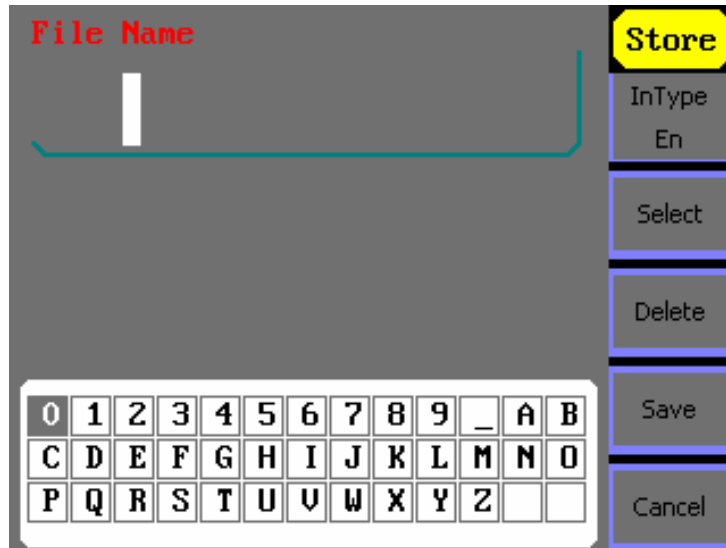 File Name
Store
InType
En
Select
Delete
Save
Cancel
0 1 2 3 4 5 6 7 8 9 _ A B
C D E F G H I J K L M N O
P Q R S T U V W X Y Z